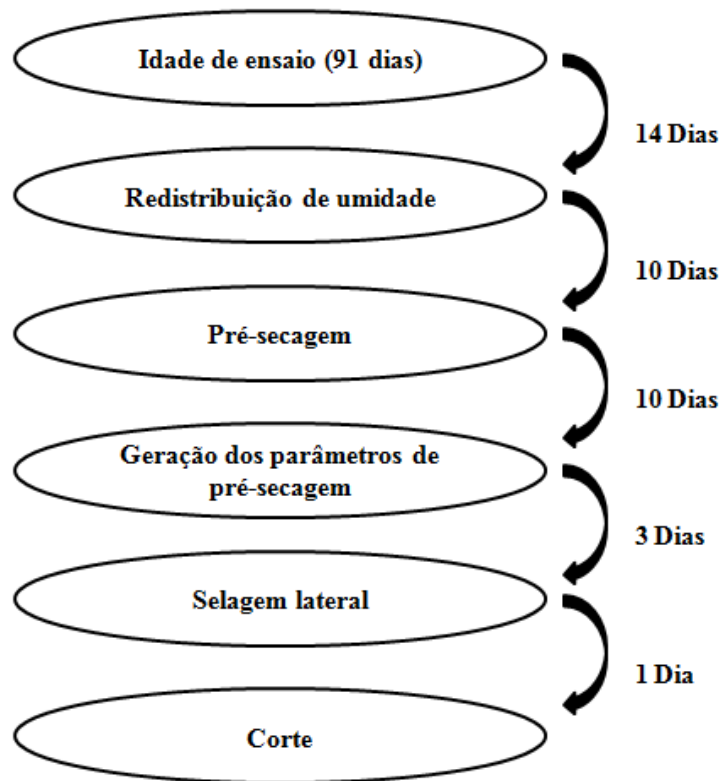 Idade de ensaio (91 dias)
14 Dias
Redistribuição de umidade
10 Dias
Pré-secagem
10 Dias
Geração dos parâmetros de
pré-secagem
3 Dias
Selagem lateral
1 Dia
Corte